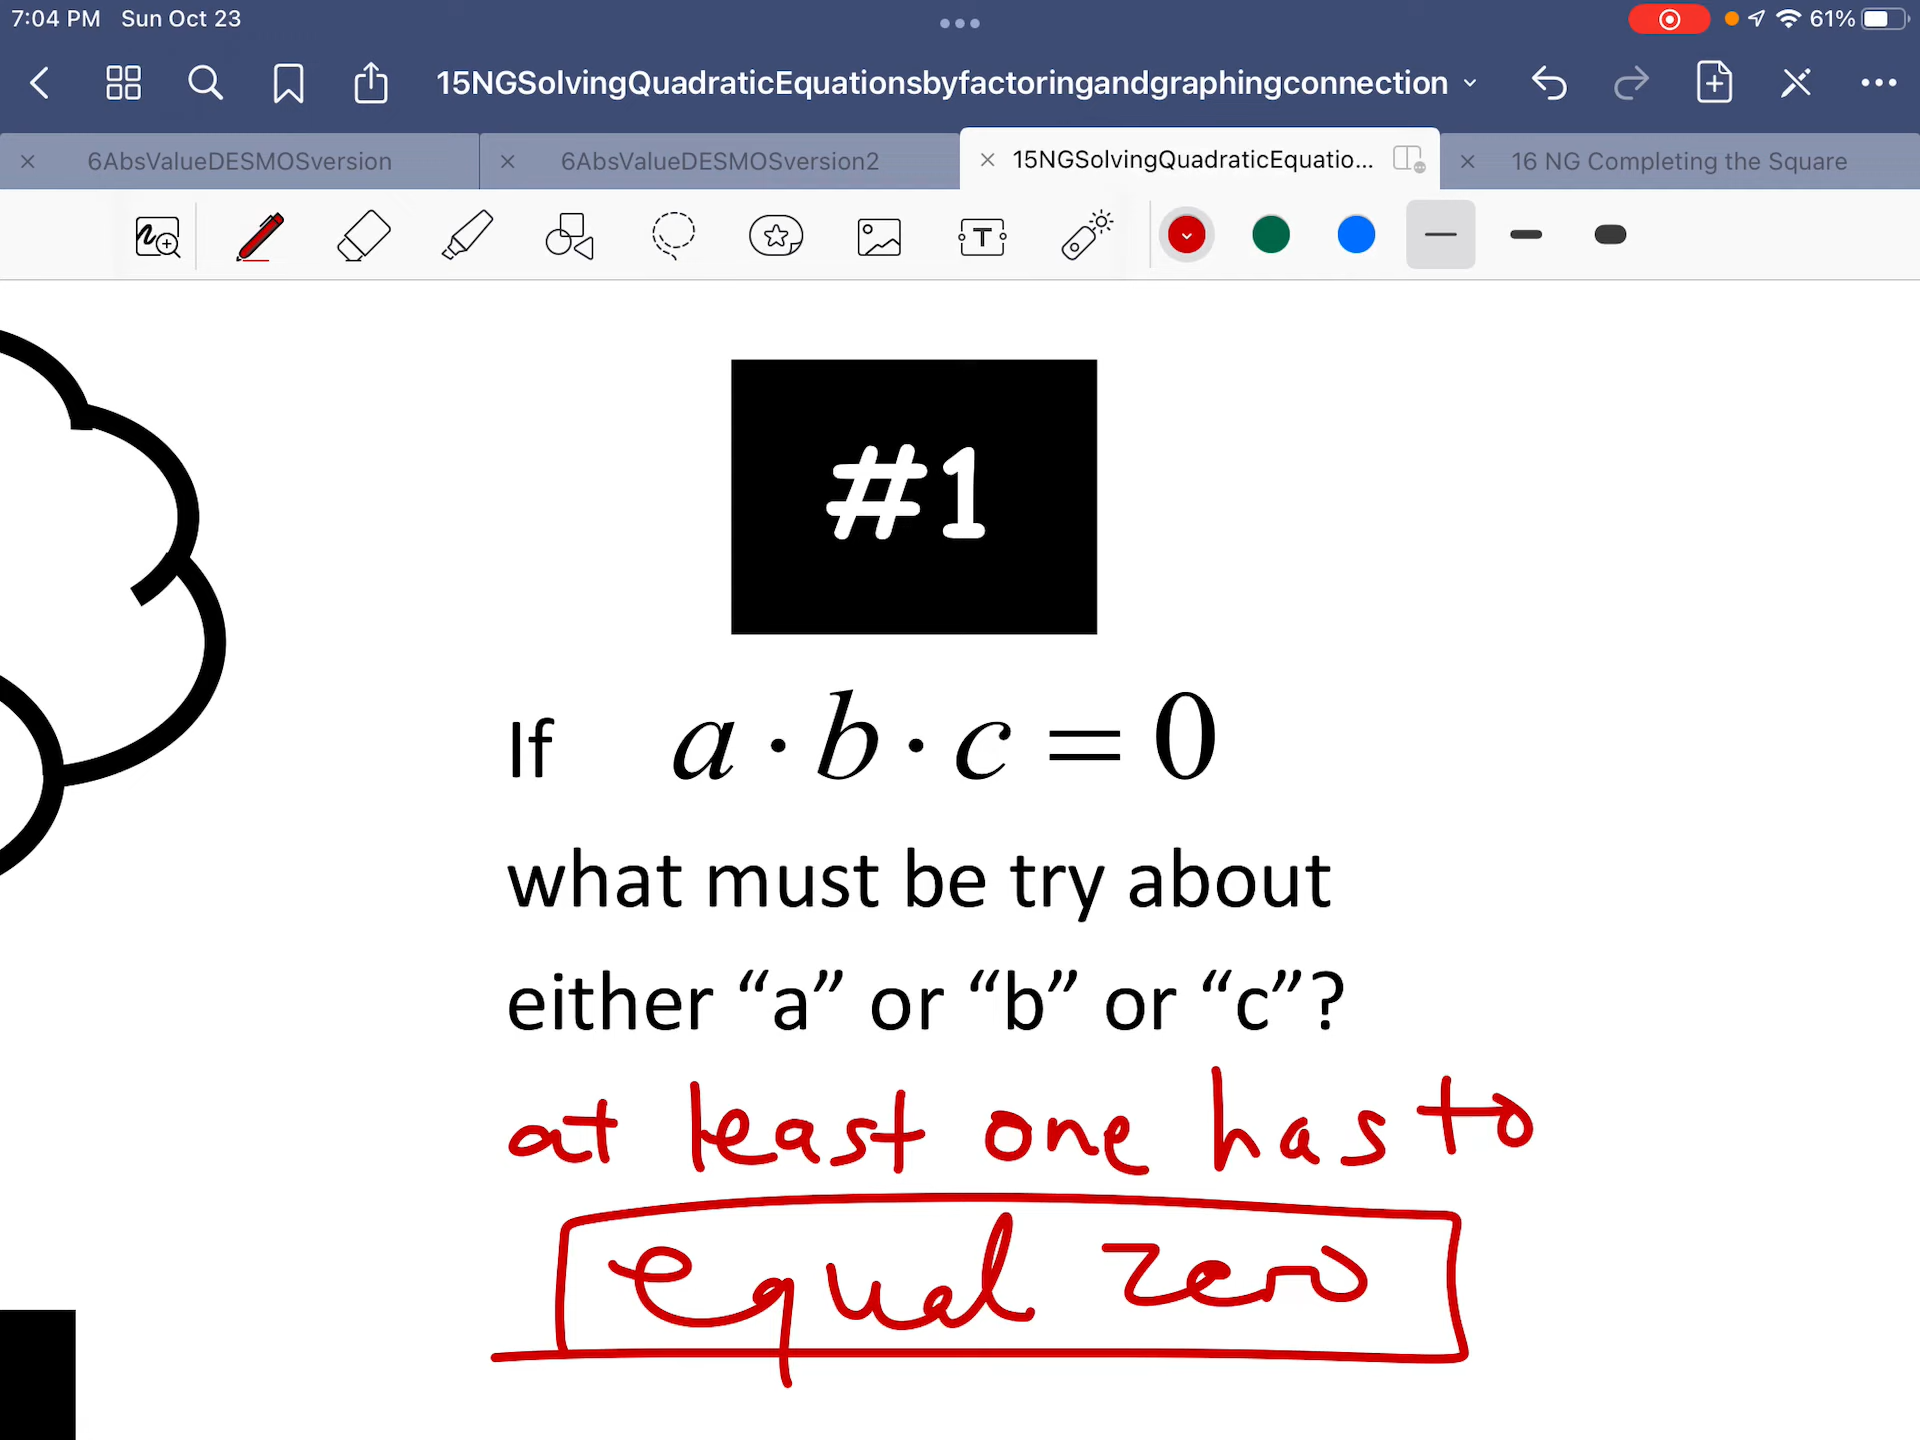 7:04 PM Sun Oct 23
61%
15NGSolvingQuadraticEquationsbyfactoringandgraphingconnection
6AbsValueDESMOSversion
6AbsValueDESMOSversion2
15NGSolvingQuadraticEquatio...
16 NG Completing the Square
T
#1
If a · b · c = 0
what must be try about
either “a” or “b” or “c”?
at least one has to
equal zero